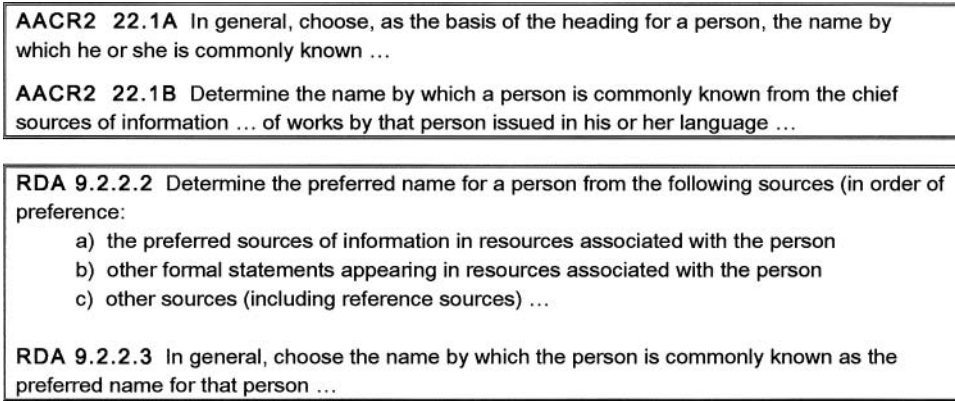 AACR2 22.1A In general, choose, as the basis of the heading for a person, the name by
which he or she is commonly known …
AACR2 22.1B Determine the name by which a person is commonly known from the chief
sources of information … of works by that person issued in his or her language …
RDA 9.2.2.2 Determine the preferred name for a person from the following sources (in order of
preference:
a) the preferred sources of information in resources associated with the person
b) other formal statements appearing in resources associated with the person
c) other sources (including reference sources) …
RDA 9.2.2.3 In general, choose the name by which the person is commonly known as the
preferred name for that person …